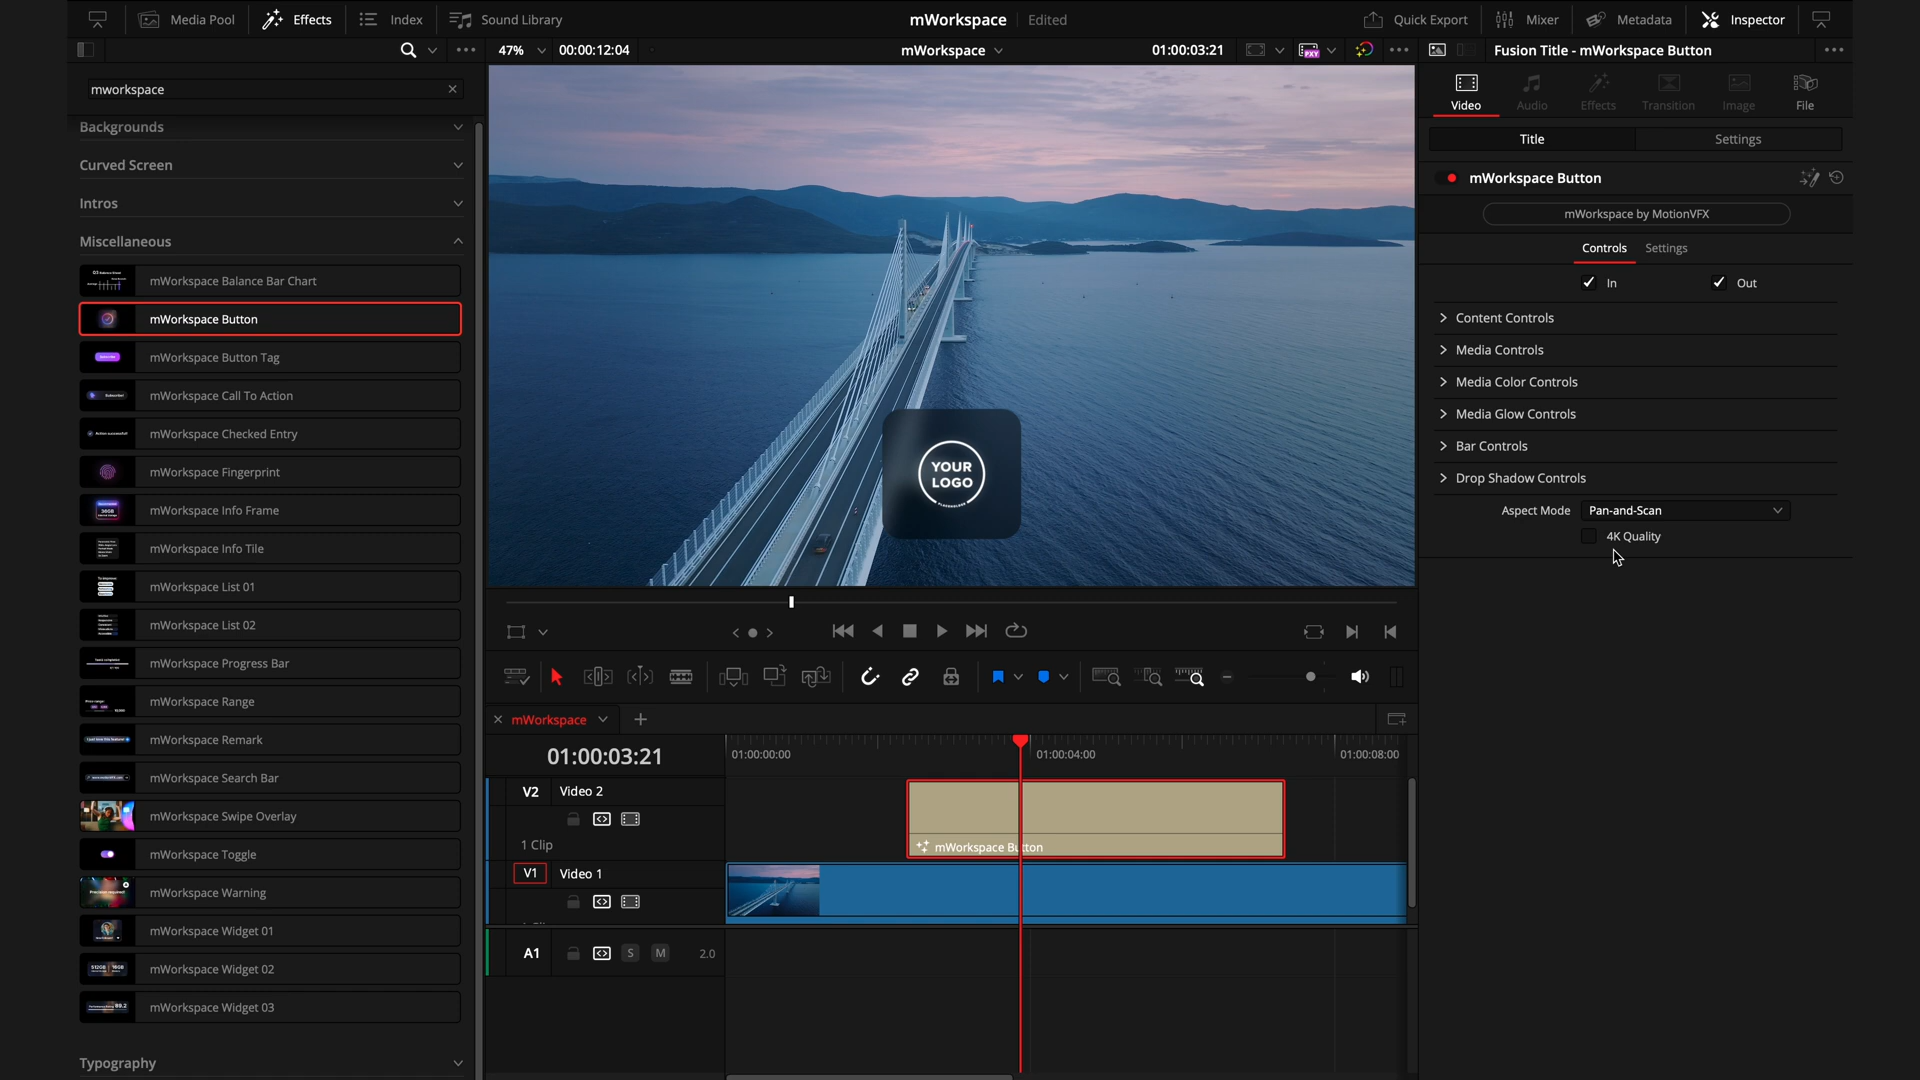 Media Pool
Effects
Index
Sound Library
mWorkspace
Edited
Quick Export
Mixer
Metadata
Inspector
47%
00:00:12:04
mWorkspace
01:00:03:21
PXY
Fusion Title - mWorkspace Button
mworkspace
Backgrounds
Curved Screen
Intros
Miscellaneous
mWorkspace Balance Bar Chart
mWorkspace Button
mWorkspace Button Tag
mWorkspace Call To Action
mWorkspace Checked Entry
mWorkspace Fingerprint
mWorkspace Info Frame
mWorkspace Info Tile
mWorkspace List 01
mWorkspace List 02
mWorkspace Progress Bar
mWorkspace Range
mWorkspace Remark
mWorkspace Search Bar
mWorkspace Swipe Overlay
mWorkspace Toggle
mWorkspace Warning
mWorkspace Widget 01
mWorkspace Widget 02
mWorkspace Widget 03
Typography
YOUR
LOGO
Video
Audio
Effects
Transition
Image
File
Title
Settings
mWorkspace Button
mWorkspace by MotionVFX
Controls
Settings
In
Out
Content Controls
Media Controls
Media Color Controls
Media Glow Controls
Bar Controls
Drop Shadow Controls
Aspect Mode
Pan-and-Scan
4K Quality
mWorkspace
01:00:03:21
01:00:00:00
01:00:04:00
01:00:08:00
V2
Video 2
1 Clip
mWorkspace Button
V1
Video 1
A1
S
M
2.0